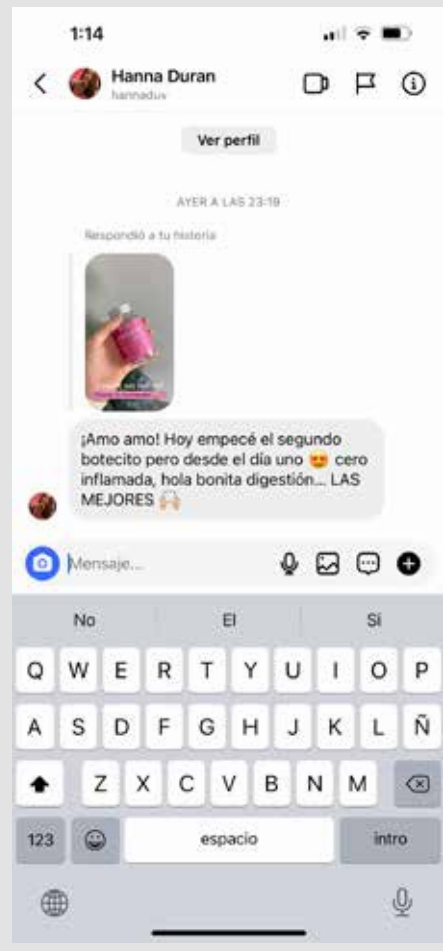 1:14
Hanna Duran
hannaduv
Ver perfil
AYER A LAS 23:19
Respondió a tu historia
¡Amo amo! Hoy empecé el segundo
botecito pero desde el día uno 😍 cero
inflamada, hola bonita digestión... LAS
MEJORES 🙌🏼
Mensaje...
No El Si
Q W E R T Y U I O P
A S D F G H J K L Ñ
Z X C V B N M
123 espacio intro